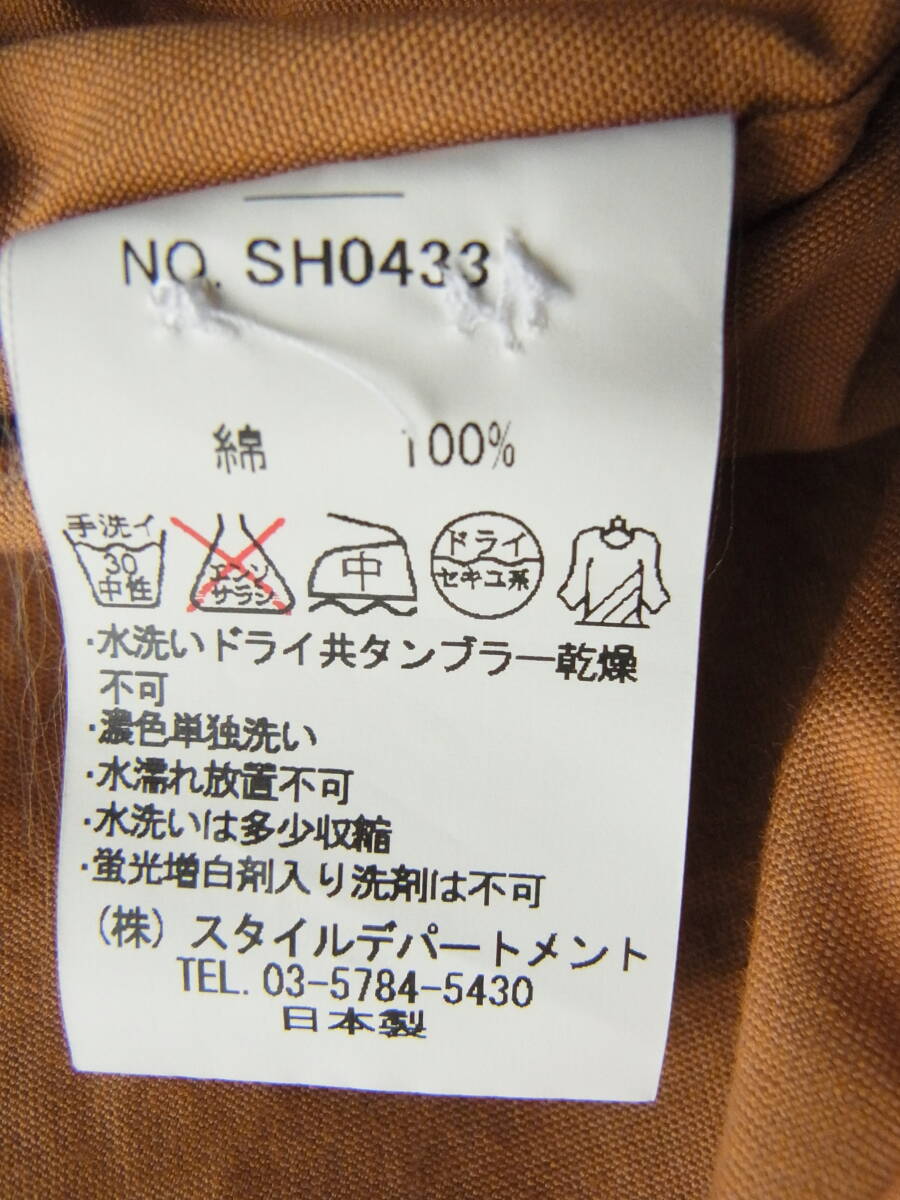 NO. SH0433
綿 100%
手洗イ 30 中性 エンソ サラシ 中 ドライ セキユ系
・水洗いドライ共タンブラー乾燥
不可
・濃色単独洗い
・水濡れ放置不可
・水洗いは多少収縮
・蛍光増白剤入り洗剤は不可
(株) スタイルデパートメント
TEL. 03-5784-5430
日本製